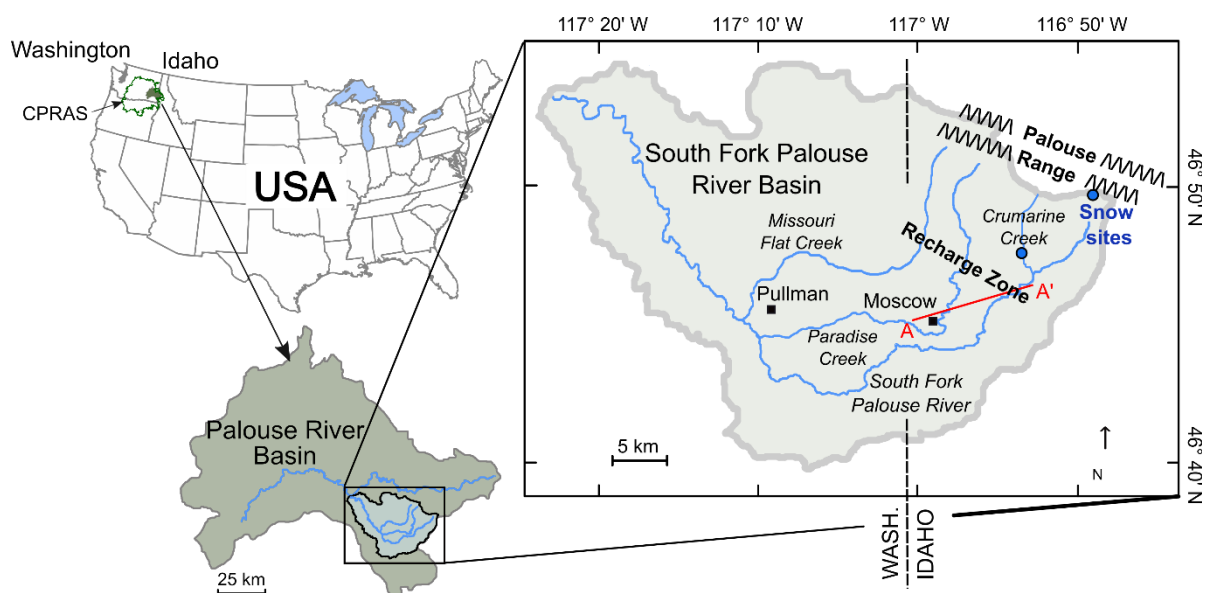 Washington
Idaho
CPRAS
USA
Palouse River
Basin
25 km
117° 20' W
117° 10' W
117° W
116° 50' W
46° 50' N
46° 40' N
South Fork Palouse
River Basin
Palouse
Range
Missouri
Flat Creek
Crumarine
Creek
Snow
sites
Recharge Zone
Pullman
Moscow
A
A'
Paradise
Creek
South Fork
Palouse River
5 km
N
WASH.
IDAHO